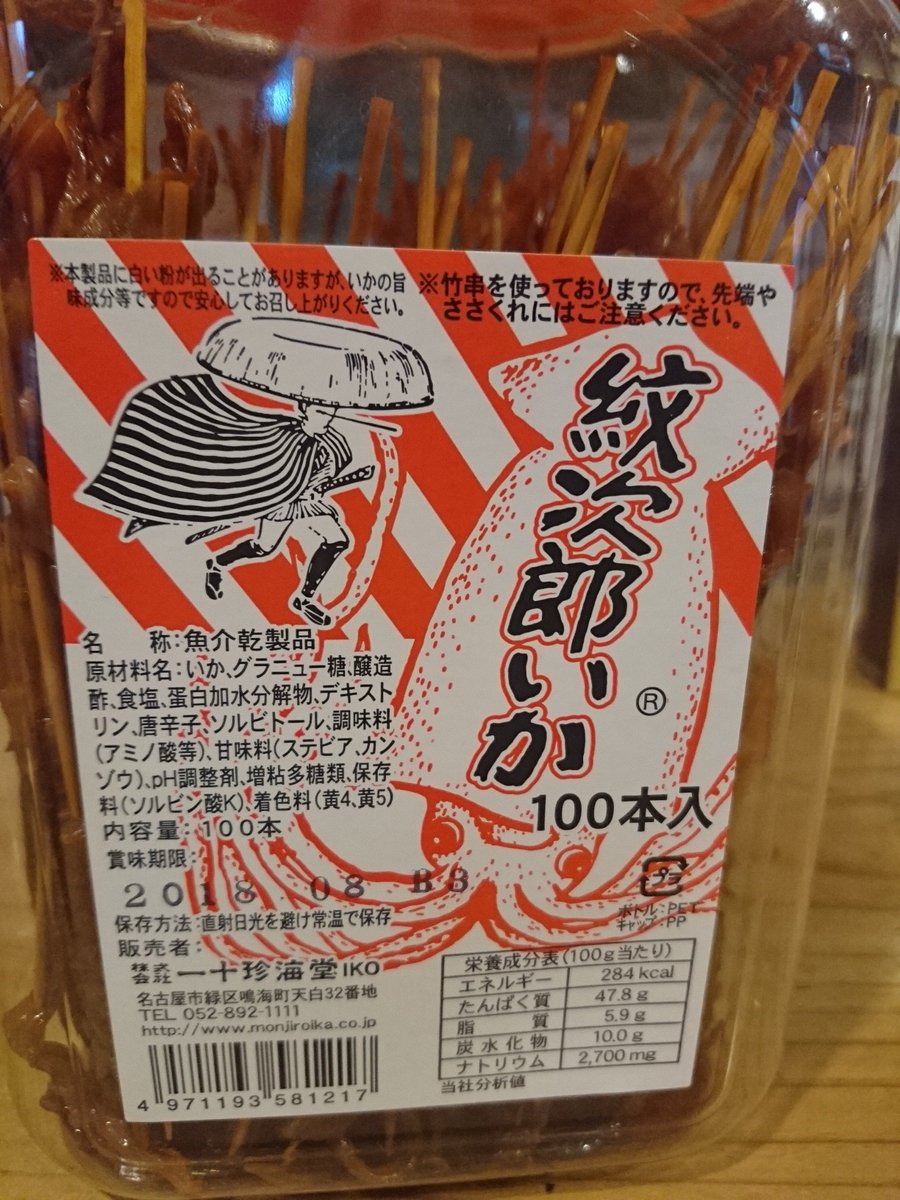 ※本製品に白い粉が出ることがありますが、いかの旨
味成分等ですので安心してお召し上がりください。
※竹串を使っておりますので、先端や
ささくれにはご注意ください。
紋次郎いか
®
100本入
名　　称:魚介乾製品
原材料名:いか、グラニュー糖、醸造
酢、食塩、蛋白加水分解物、デキスト
リン、唐辛子、ソルビトール、調味料
(アミノ酸等)、甘味料(ステビア、カン
ゾウ)、pH調整剤、増粘多糖類、保存
料(ソルビン酸K)、着色料(黄4、黄5)
内容量:100本
賞味期限:
2018 08 B3
保存方法:直射日光を避け常温で保存
販売者:
株式会社 一十珍海堂 IKO
名古屋市緑区鳴海町天白32番地
TEL 052-892-1111
http://www.monjiroika.co.jp
4 971193 581217
プラ
ボトル:PET
キャップ:PP
栄養成分表(100g当たり)
エネルギー 284 kcal
たんぱく質 47.8 g
脂　　質 5.9 g
炭水化物 10.0 g
ナトリウム 2,700 mg
当社分析値